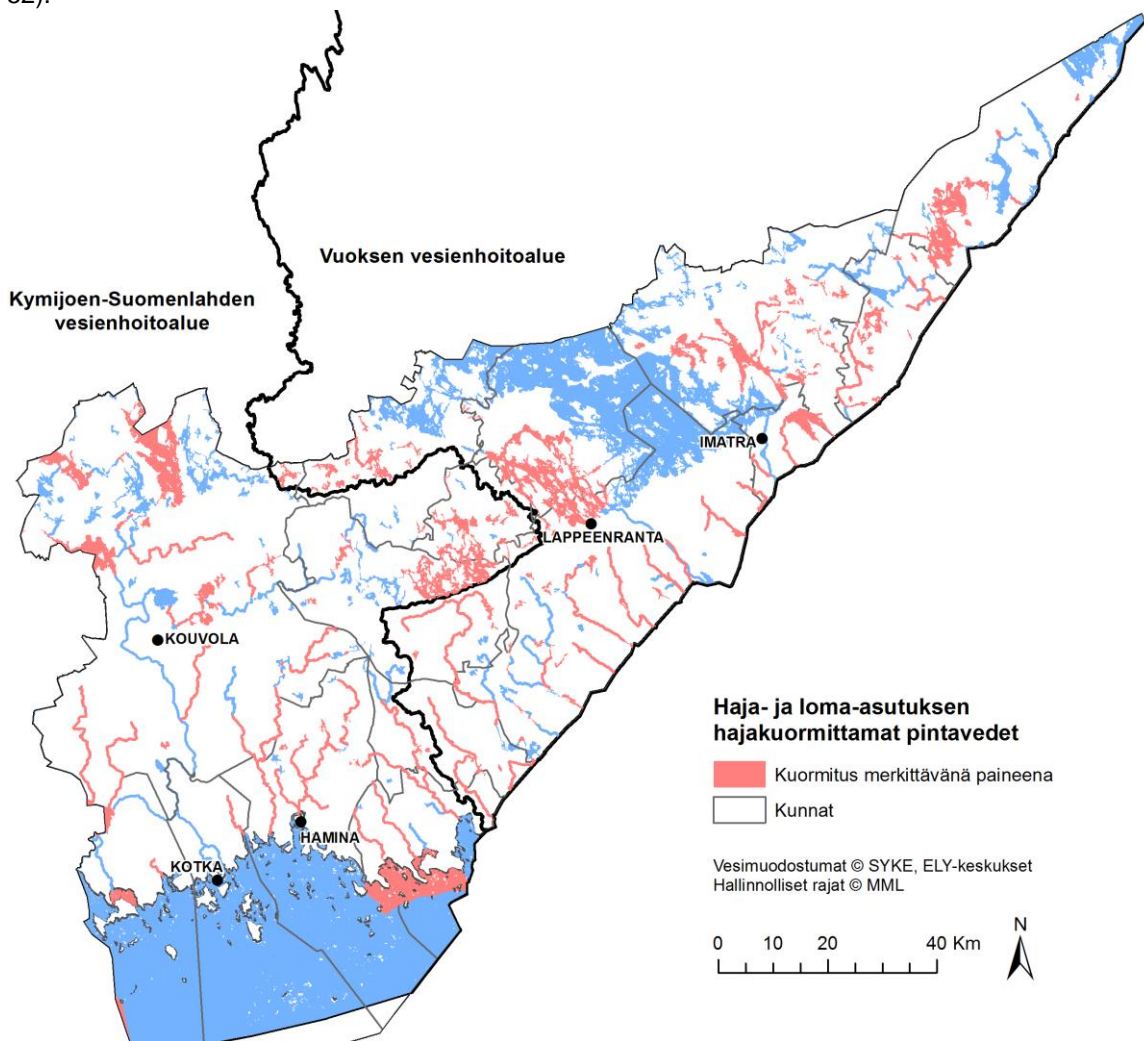 32).
Vuoksen vesienhoitoalue
Kymijoen-Suomenlahden
vesienhoitoalue
IMATRA
LAPPEENRANTA
KOUVOLA
HAMINA
KOTKA
Haja- ja loma-asutuksen
hajakuormittamat pintavedet
Kuormitus merkittävänä paineena
Kunnat
Vesimuodostumat © SYKE, ELY-keskukset
Hallinnolliset rajat © MML
0 10 20 40 Km
N